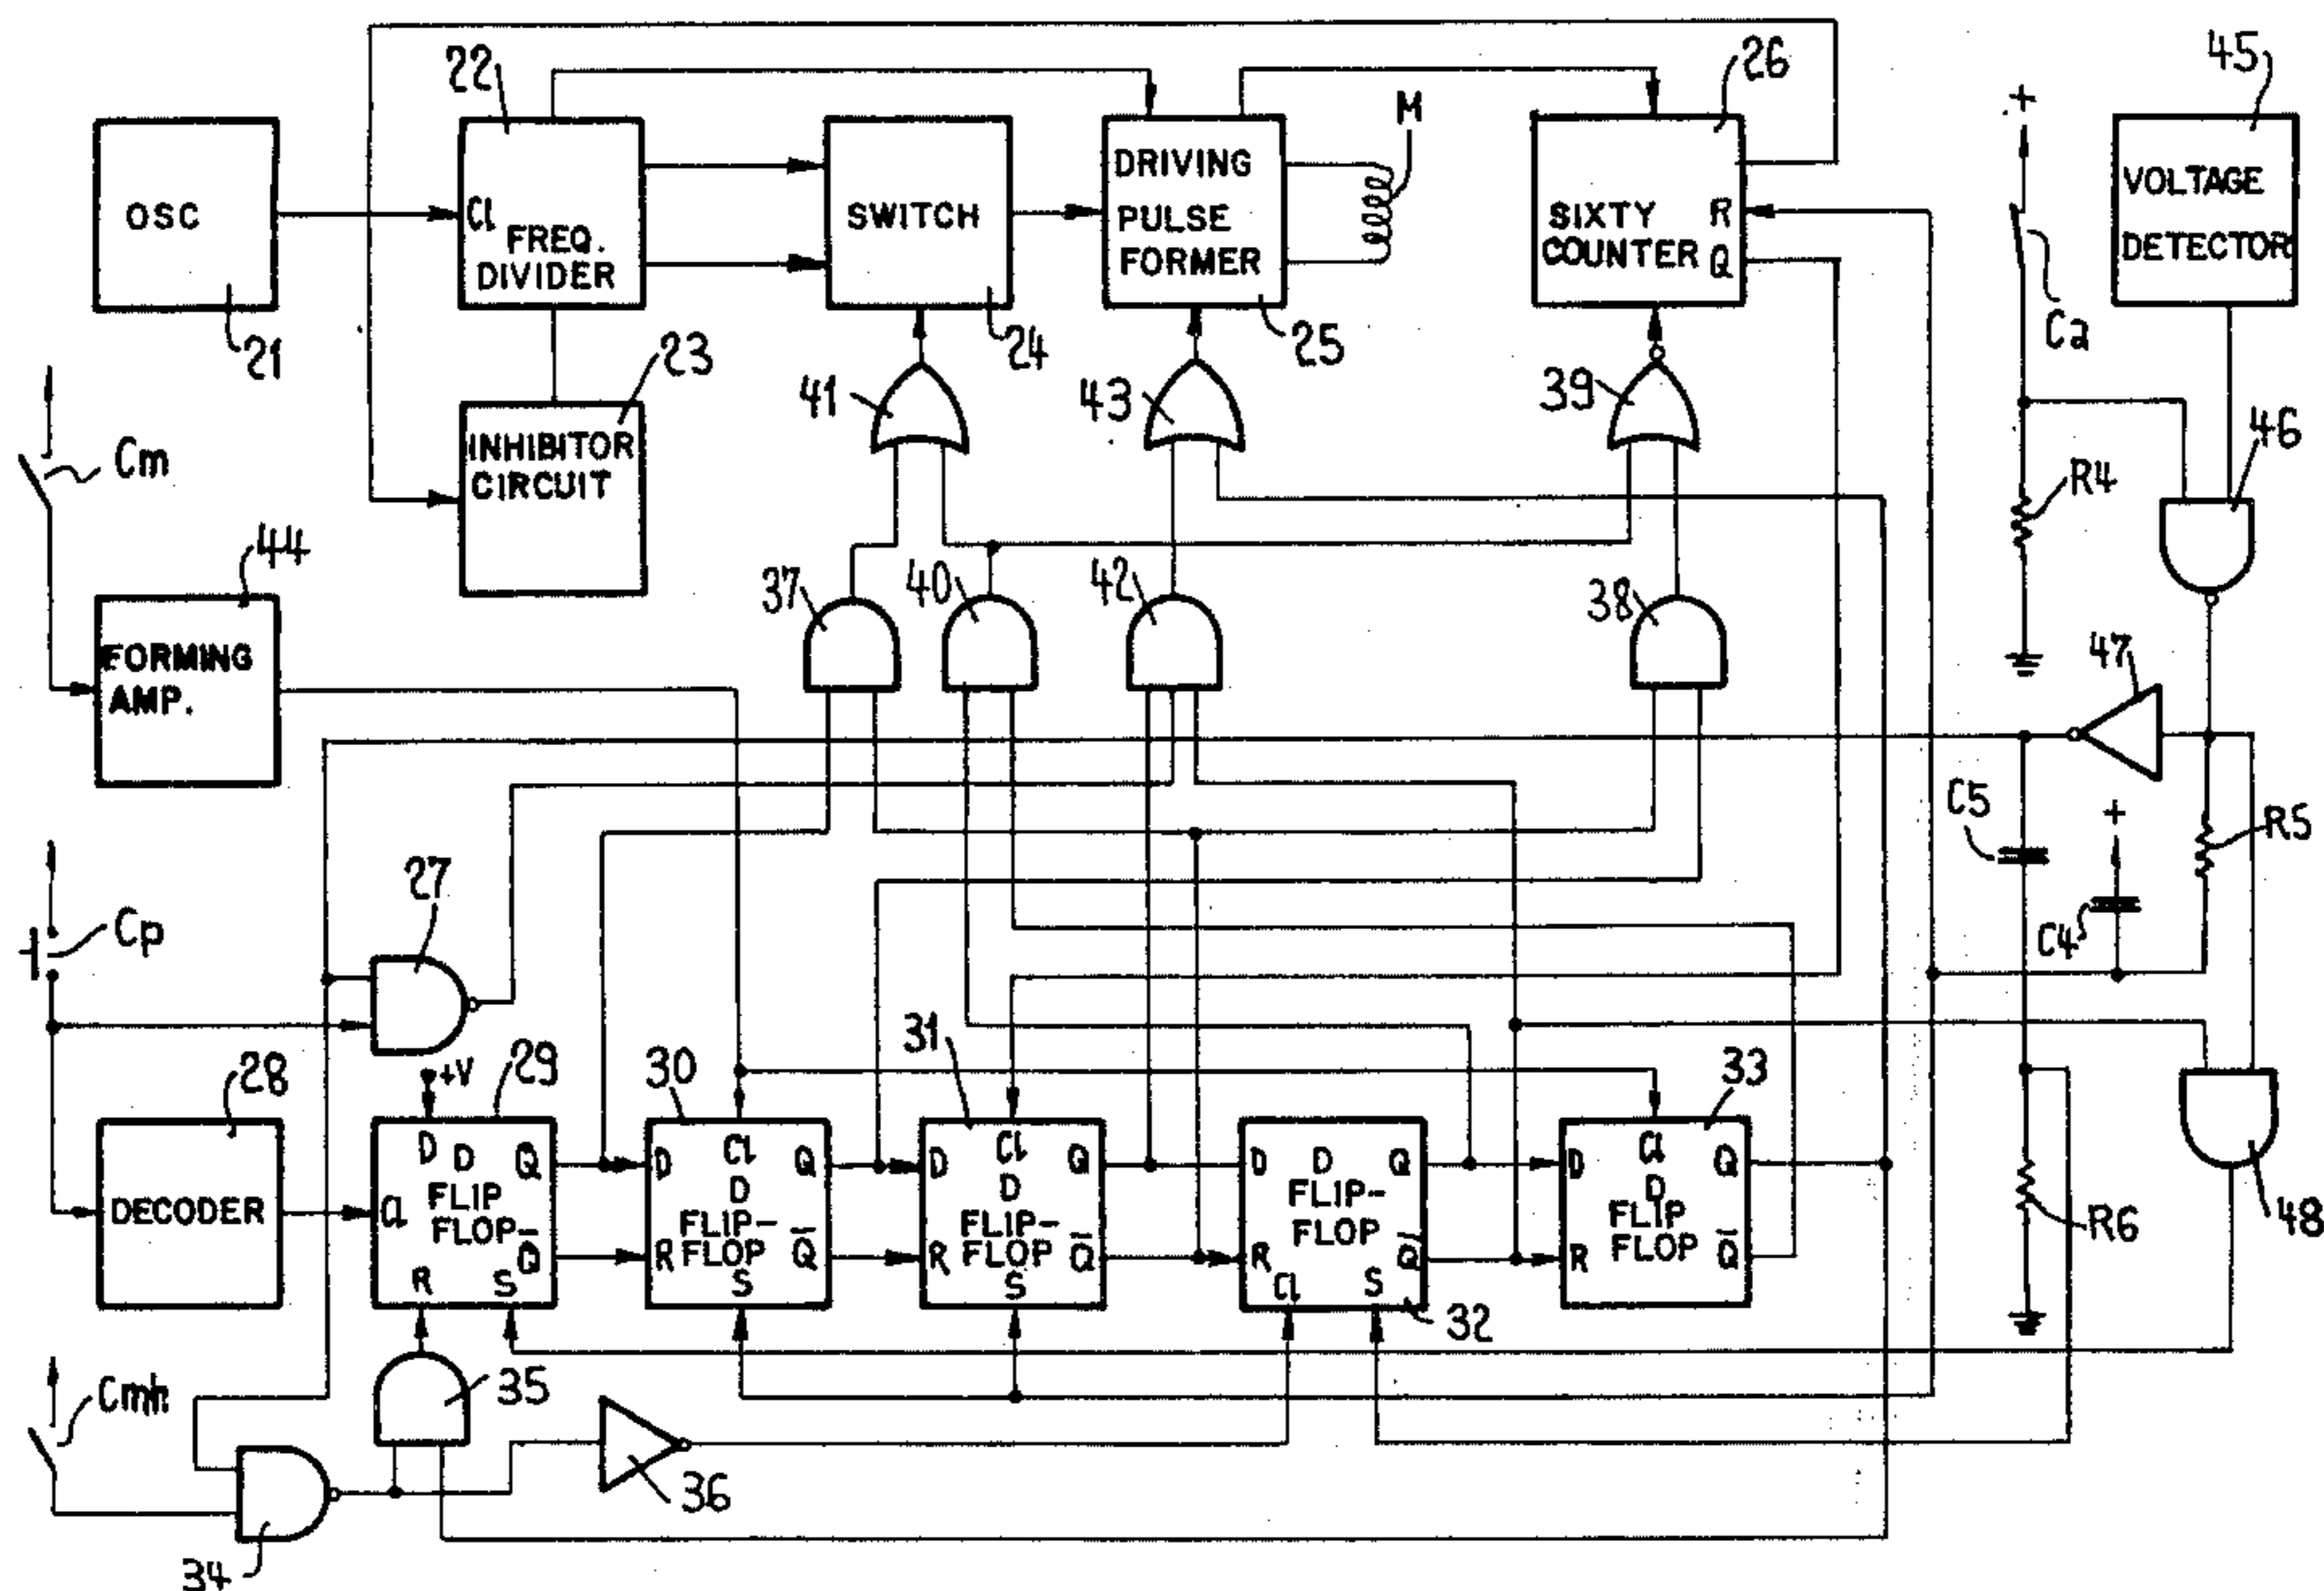 22
26
45
M
+
OSC
Cl
FREQ.
DIVIDER
SWITCH
DRIVING
PULSE
FORMER
SIXTY
COUNTER
R
Q
Ca
VOLTAGE
DETECTOR
21
23
24
25
41
43
39
46
Cm
INHIBITOR
CIRCUIT
R4
44
37
40
42
38
47
FORMING
AMP.
C5
+
R5
27
C4
Cp
28
+V
29
30
31
33
DECODER
D
D
Q
Cl
FLIP
FLOP
Q̅
R
S
D
Cl
Q
D
FLIP-
FLOP
R
Q̅
S
D
Cl
Q
D
FLIP-
FLOP
R
Q̅
S
D
D
Q
FLIP-
FLOP
R
Q̅
Cl
S
32
D
Cl
Q
D
FLIP
FLOP
R
Q̅
R6
48
Cmh
35
36
34